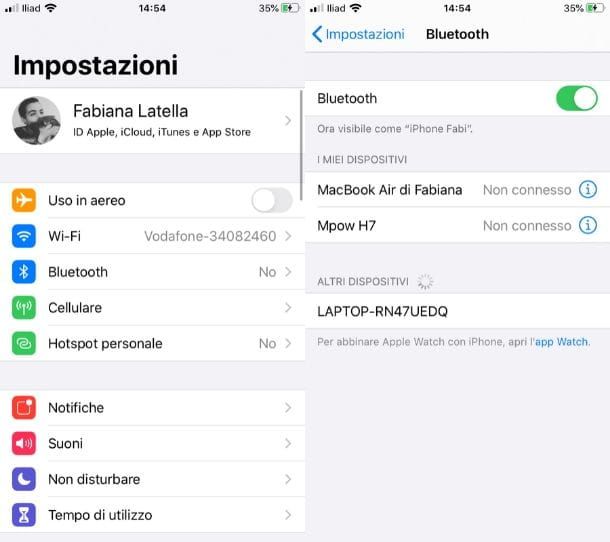 Iliad 14:54 35%
Impostazioni
Fabiana Latella
ID Apple, iCloud, iTunes e App Store
Uso in aereo
Wi-Fi Vodafone-34082460
Bluetooth No
Cellulare
Hotspot personale No
Notifiche
Suoni
Non disturbare
Tempo di utilizzo
Iliad 14:54 35%
Impostazioni Bluetooth
Bluetooth
Ora visibile come “iPhone Fabi”.
I MIEI DISPOSITIVI
MacBook Air di Fabiana Non connesso
Mpow H7 Non connesso
ALTRI DISPOSITIVI
LAPTOP-RN47UEDQ
Per abbinare Apple Watch con iPhone, apri l'app Watch.